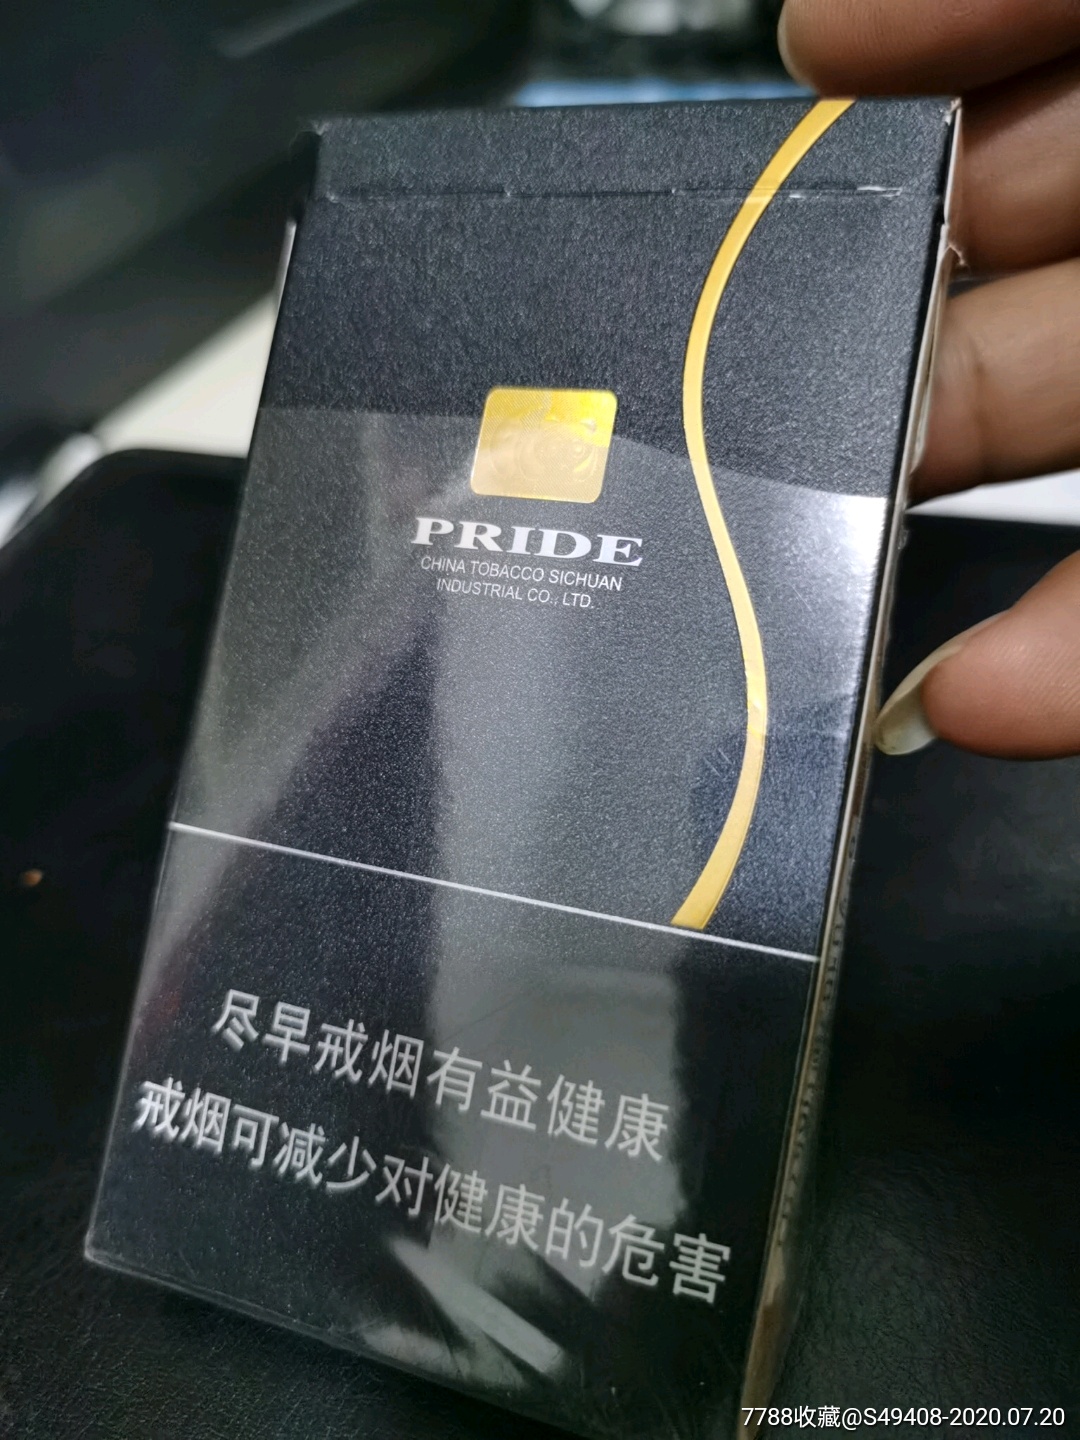 PRIDE
CHINA TOBACCO SICHUAN
INDUSTRIAL CO., LTD.
尽早戒烟有益健康
戒烟可减少对健康的危害
7788收藏@S49408-2020.07.20